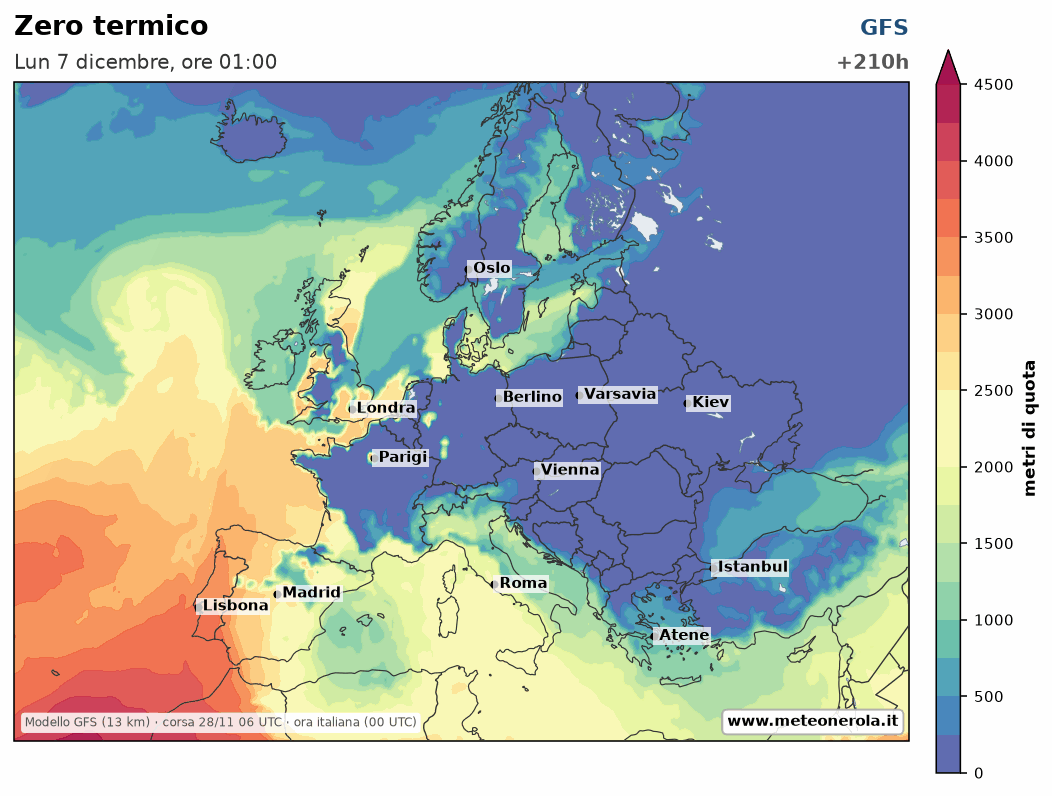 Zero termico
GFS
Lun 7 dicembre, ore 01:00
+210h
4500
4000
3500
3000
2500
2000
1500
1000
500
0
metri di quota
Oslo
Berlino
Varsavia
Kiev
Londra
Parigi
Vienna
Istanbul
Roma
Madrid
Lisbona
Atene
Modello GFS (13 km) · corsa 28/11 06 UTC · ora italiana (00 UTC)
www.meteonerola.it